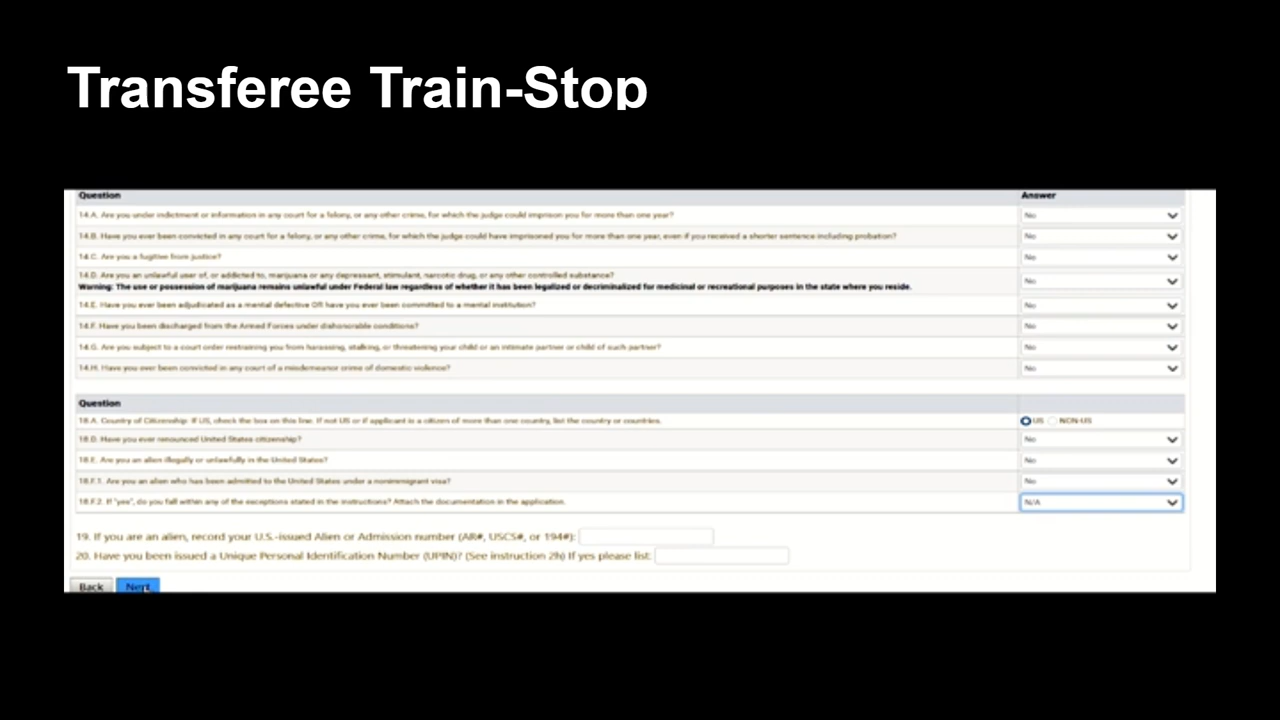 Transferee Train-Stop
Question Answer
14.A. Are you under indictment or information in any court for a felony, or any other crime, for which the judge could imprison you for more than one year? No
14.B. Have you ever been convicted in any court for a felony, or any other crime, for which the judge could have imprisoned you for more than one year, even if you received a shorter sentence including probation? No
14.C. Are you a fugitive from justice? No
14.D. Are you an unlawful user of, or addicted to, marijuana or any depressant, stimulant, narcotic drug, or any other controlled substance?
Warning: The use or possession of marijuana remains unlawful under Federal law regardless of whether it has been legalized or decriminalized for medicinal or recreational purposes in the state where you reside. No
14.E. Have you ever been adjudicated as a mental defective OR have you ever been committed to a mental institution? No
14.F. Have you been discharged from the Armed Forces under dishonorable conditions? No
14.G. Are you subject to a court order restraining you from harassing, stalking, or threatening your child or an intimate partner or child of such partner? No
14.H. Have you ever been convicted in any court of a misdemeanor crime of domestic violence? No
Question
18.A. Country of Citizenship: If US, check the box on this line. If not US or if applicant is a citizen of more than one country, list the country or countries. US NON-US
18.D. Have you ever renounced United States citizenship? No
18.E. Are you an alien illegally or unlawfully in the United States? No
18.F.1. Are you an alien who has been admitted to the United States under a nonimmigrant visa? No
18.F.2. If "yes", do you fall within any of the exceptions stated in the instructions? Attach the documentation in the application. N/A
19. If you are an alien, record your U.S.-issued Alien or Admission number (AR#, USCS#, or 194#):
20. Have you been issued a Unique Personal Identification Number (UPIN)? (See instruction 2h) If yes please list:
Back Next